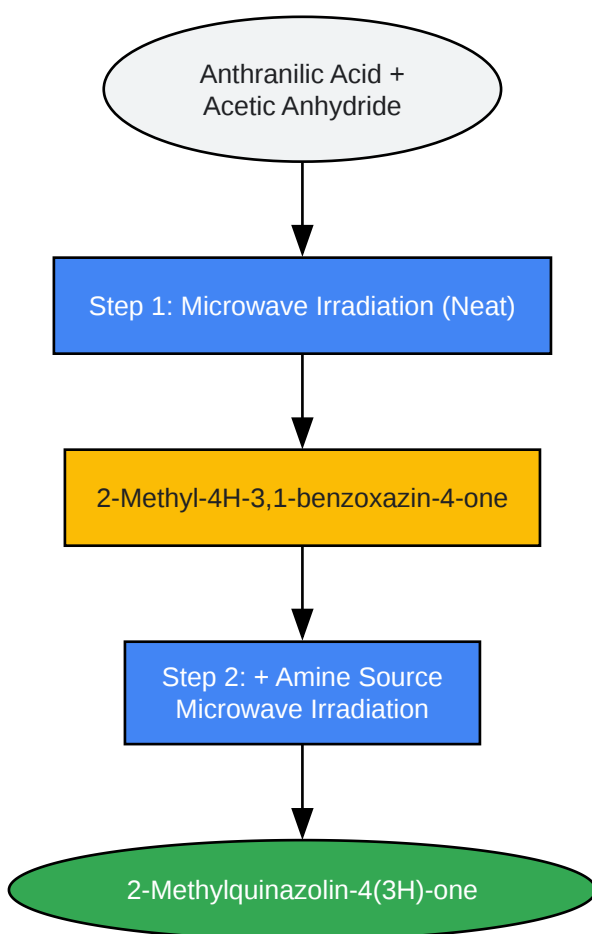 Anthranilic Acid +
Acetic Anhydride
Step 1: Microwave Irradiation (Neat)
2-Methyl-4H-3,1-benzoxazin-4-one
Step 2: + Amine Source
Microwave Irradiation
2-Methylquinazolin-4(3H)-one